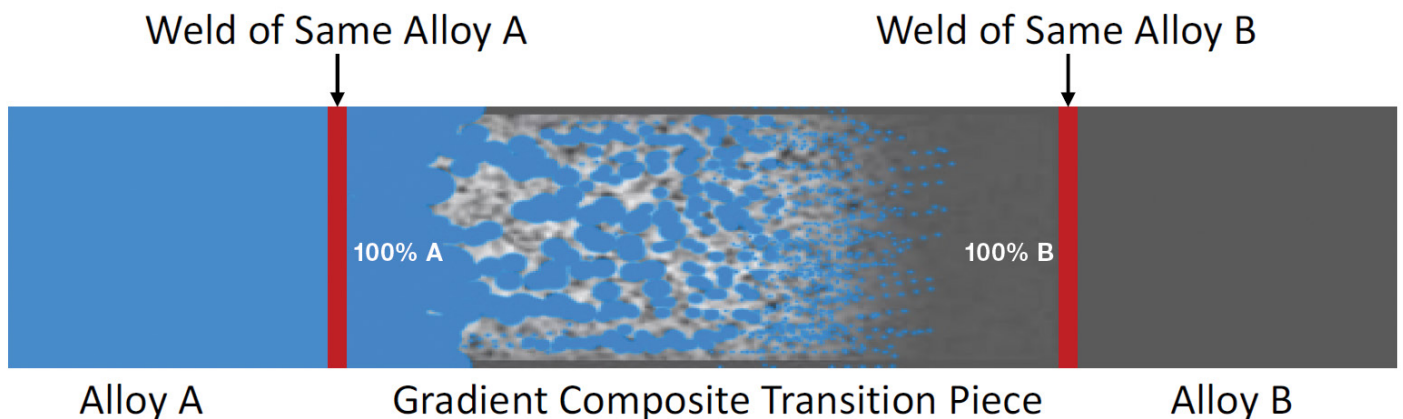 Weld of Same Alloy A
Weld of Same Alloy B
100% A
100% B
Alloy A
Gradient Composite Transition Piece
Alloy B